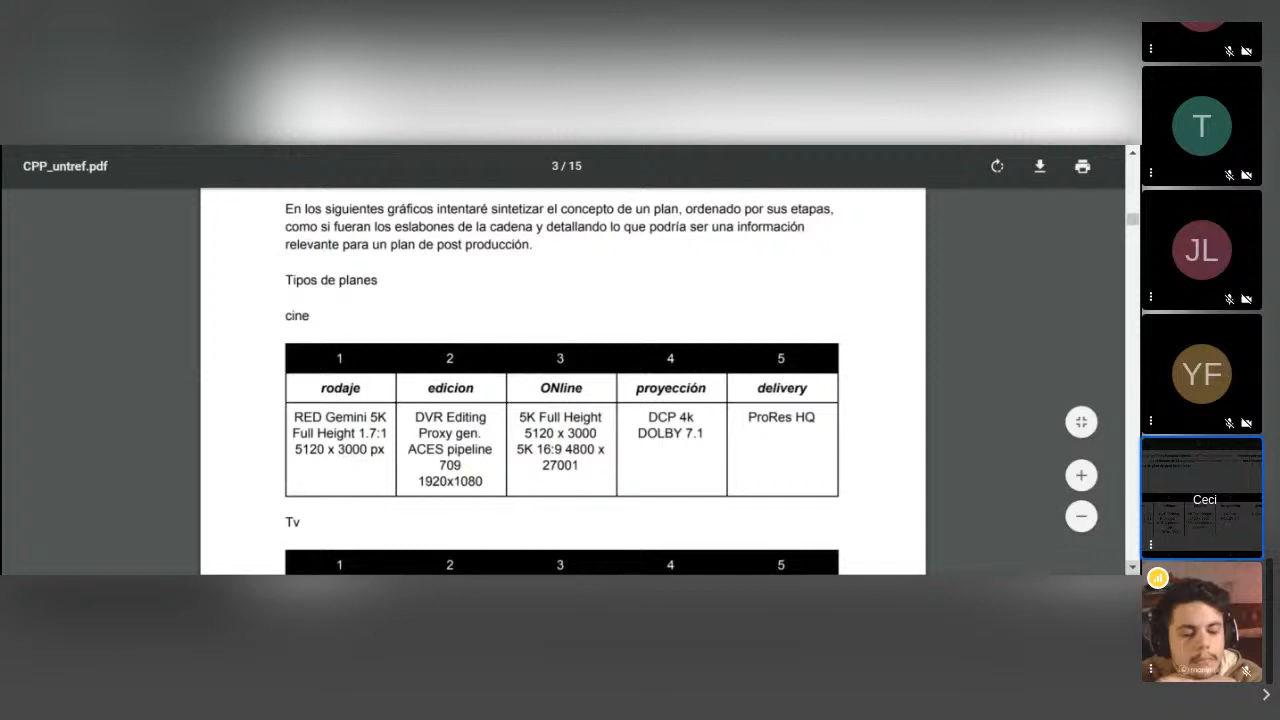 CPP_untref.pdf
3 / 15
En los siguientes gráficos intentaré sintetizar el concepto de un plan, ordenado por sus etapas,
como si fueran los eslabones de la cadena y detallando lo que podría ser una información
relevante para un plan de post producción.
Tipos de planes
cine
1 2 3 4 5
rodaje edicion ONline proyección delivery
RED Gemini 5K DVR Editing 5K Full Height DCP 4k ProRes HQ
Full Height 1.7:1 Proxy gen. 5120 x 3000 DOLBY 7.1
5120 x 3000 px ACES pipeline 5K 16:9 4800 x
709 27001
1920x1080
Tv
1 2 3 4 5
T
JL
YF
Ceci